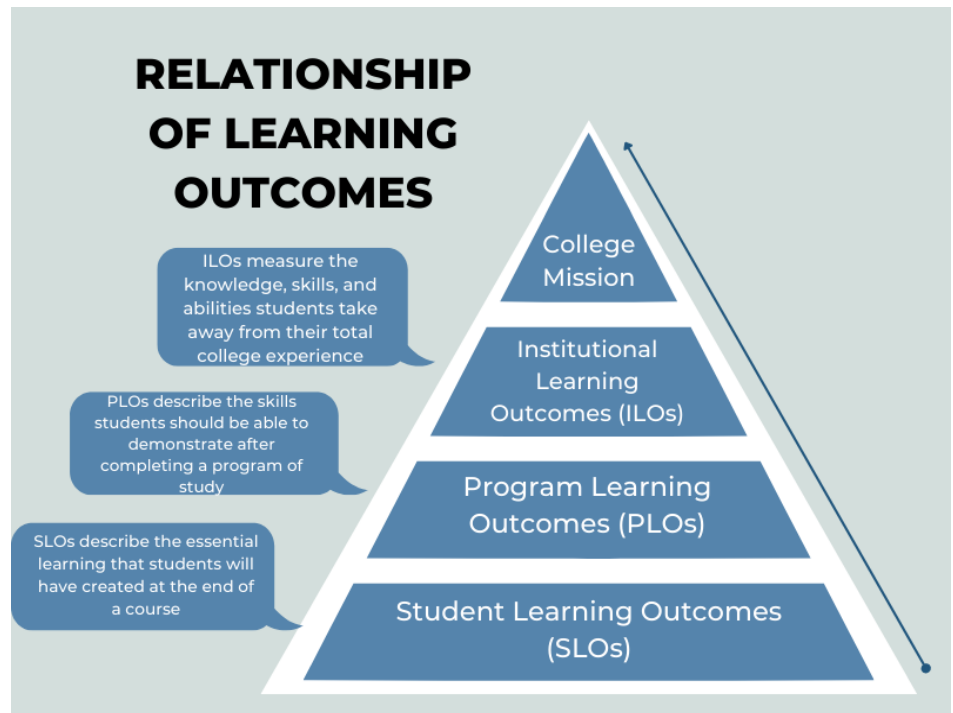 RELATIONSHIP
OF LEARNING
OUTCOMES
College
Mission
ILOs measure the
knowledge, skills, and
abilities students take
away from their total
college experience
Institutional
Learning
Outcomes (ILOs)
PLOs describe the skills
students should be able to
demonstrate after
completing a program of
study
Program Learning
Outcomes (PLOs)
SLOs describe the essential
learning that students will
have created at the end of
a course
Student Learning Outcomes
(SLOs)